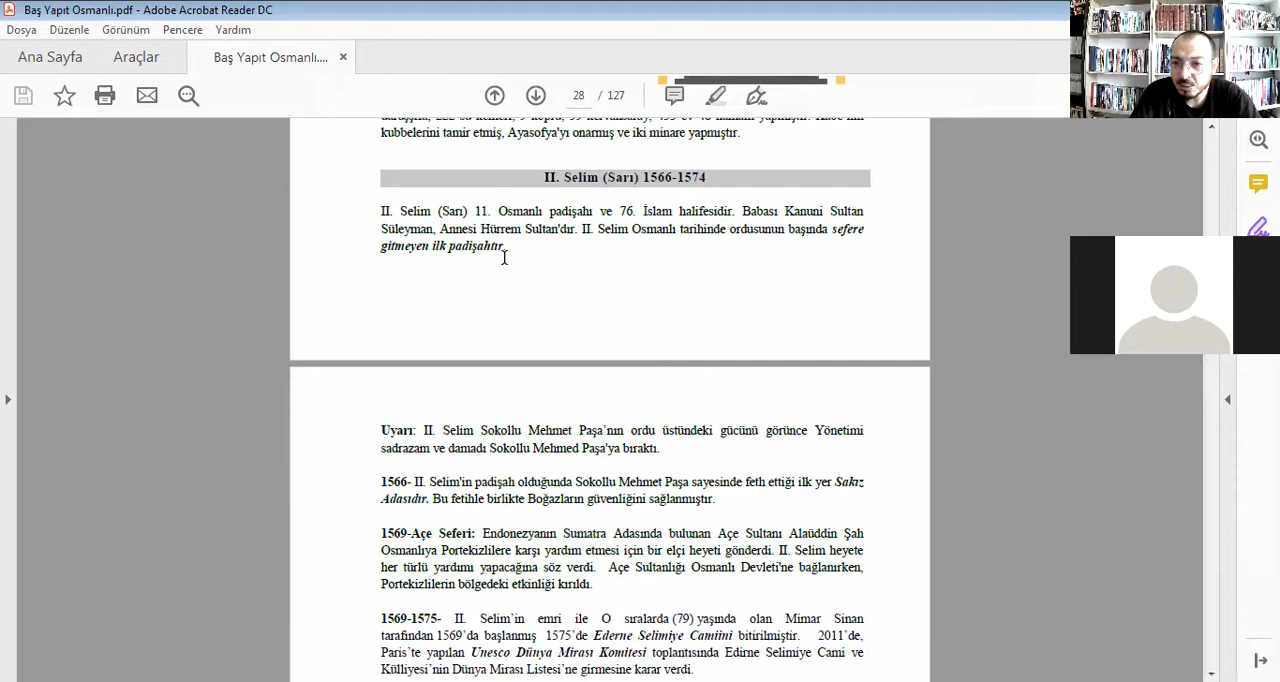 Baş Yapıt Osmanlı.pdf - Adobe Acrobat Reader DC
Dosya Düzenle Görünüm Pencere Yardım
Ana Sayfa Araçlar Baş Yapıt Osmanlı.... ×
28 / 127
kubbelerini tamir etmiş, Ayasofya'yı onarmış ve iki minare yapmıştır.
II. Selim (Sarı) 1566-1574
II. Selim (Sarı) 11. Osmanlı padişahı ve 76. İslam halifesidir. Babası Kanuni Sultan
Süleyman, Annesi Hürrem Sultan'dır. II. Selim Osmanlı tarihinde ordusunun başında sefere
gitmeyen ilk padişahtır.
Uyarı: II. Selim Sokollu Mehmet Paşa'nın ordu üstündeki gücünü görünce Yönetimi
sadrazam ve damadı Sokollu Mehmed Paşa'ya bıraktı.
1566- II. Selim'in padişah olduğunda Sokollu Mehmet Paşa sayesinde feth ettiği ilk yer Sakız
Adasıdır. Bu fetihle birlikte Boğazların güvenliğini sağlanmıştır.
1569-Açe Seferi: Endonezyanın Sumatra Adasında bulunan Açe Sultanı Alaüddin Şah
Osmanlıya Portekizlilere karşı yardım etmesi için bir elçi heyeti gönderdi. II. Selim heyete
her türlü yardımı yapacağına söz verdi. Açe Sultanlığı Osmanlı Devleti'ne bağlanırken,
Portekizlilerin bölgedeki etkinliği kırıldı.
1569-1575- II. Selim'in emri ile O sıralarda (79) yaşında olan Mimar Sinan
tarafından 1569'da başlanmış 1575'de Ederne Selimiye Camiini bitirilmiştir. 2011'de,
Paris'te yapılan Unesco Dünya Mirası Komitesi toplantısında Edirne Selimiye Cami ve
Külliyesi'nin Dünya Mirası Listesi'ne girmesine karar verdi.